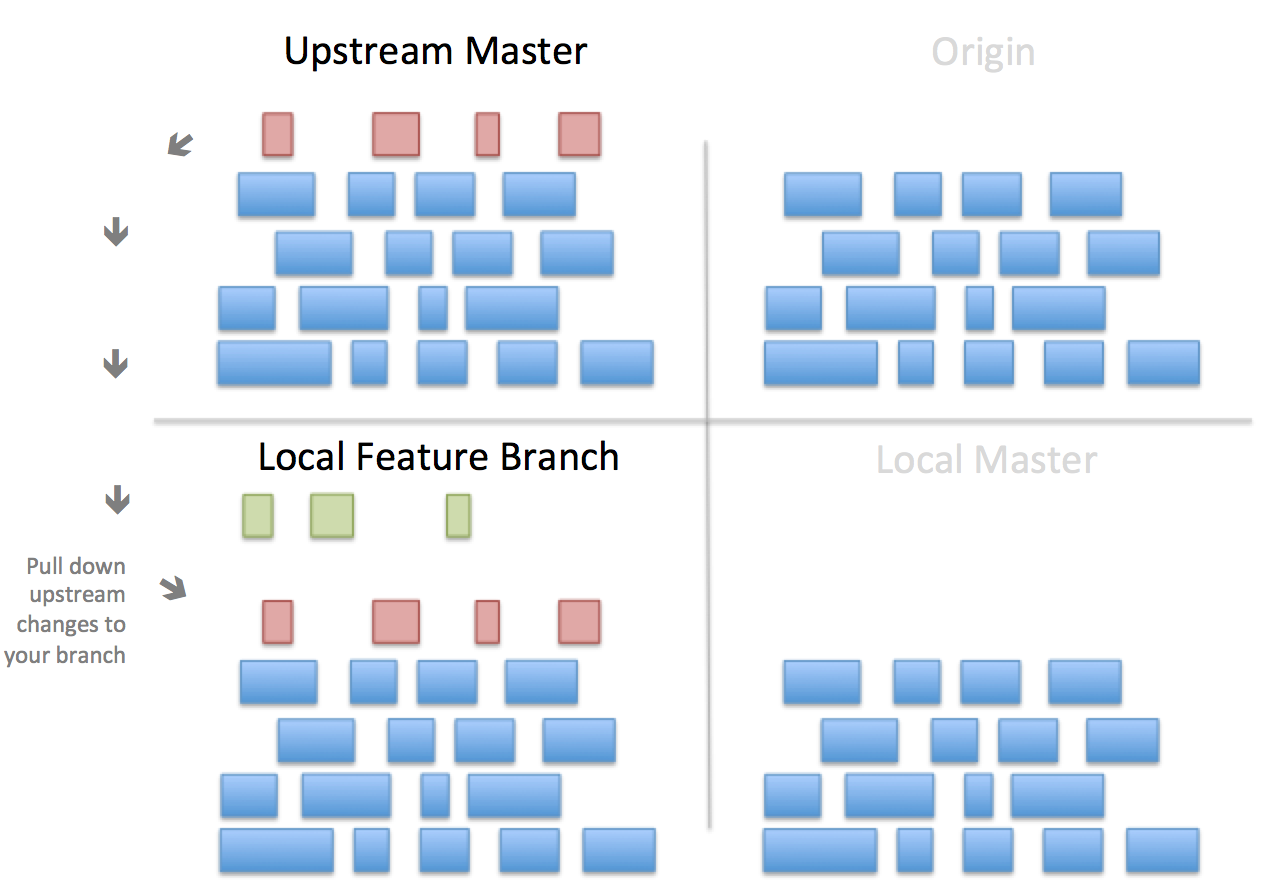 Upstream Master
Origin
Local Feature Branch
Local Master
Pull down
upstream
changes to
your branch